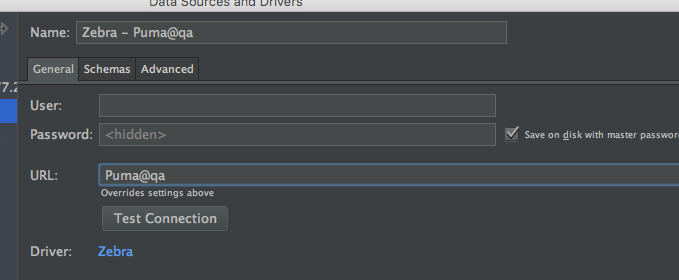 Data Sources and Drivers
Name: Zebra – Puma@qa
General Schemas Advanced
7.2
User:
Password: <hidden> Save on disk with master password
URL: Puma@qa
Overrides settings above
Test Connection
Driver: Zebra